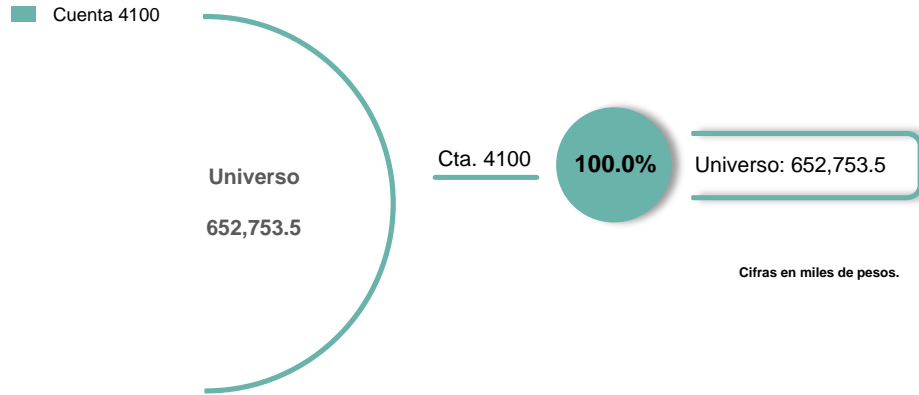 Cuenta 4100
Universo
652,753.5
Cta. 4100
100.0%
Universo: 652,753.5
Cifras en miles de pesos.